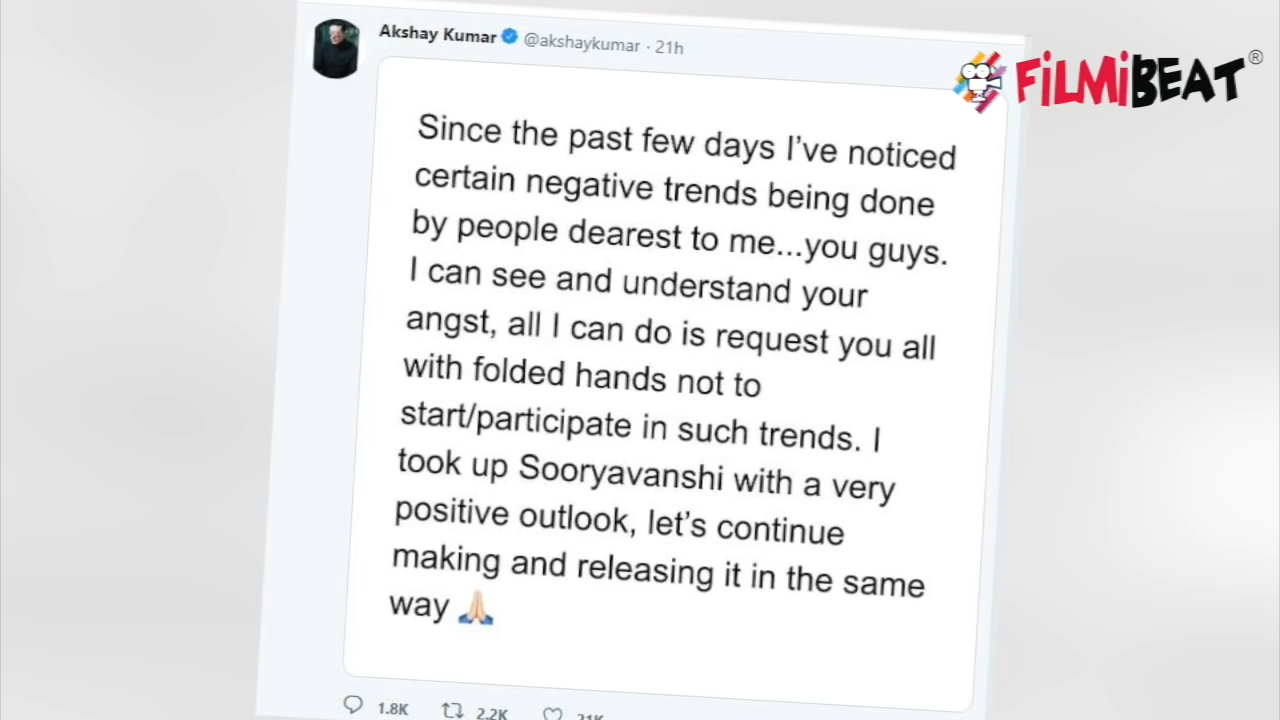 Akshay Kumar @akshaykumar · 21h
FiLMiBEAT®
Since the past few days I’ve noticed
certain negative trends being done
by people dearest to me...you guys.
I can see and understand your
angst, all I can do is request you all
with folded hands not to
start/participate in such trends. I
took up Sooryavanshi with a very
positive outlook, let’s continue
making and releasing it in the same
way 🙏🏻
1.8K 2.2K 21K